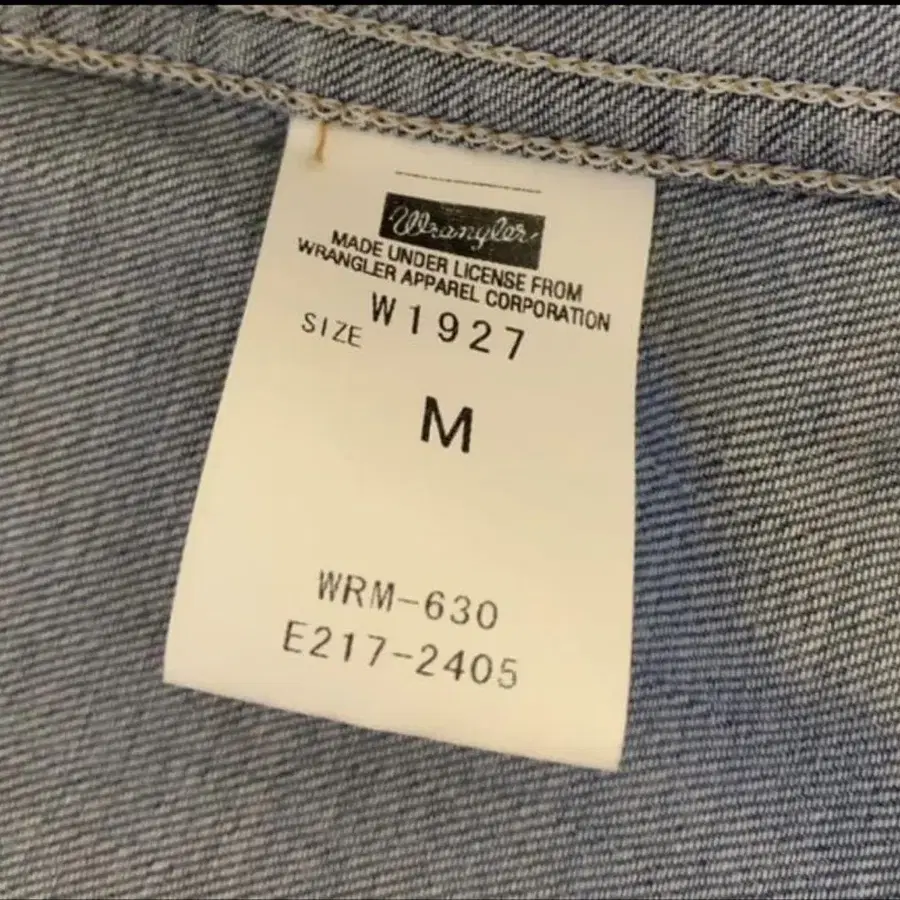 Wrangler
MADE UNDER LICENSE FROM
WRANGLER APPAREL CORPORATION
W1927
SIZE
M
WRM-630
E217-2405